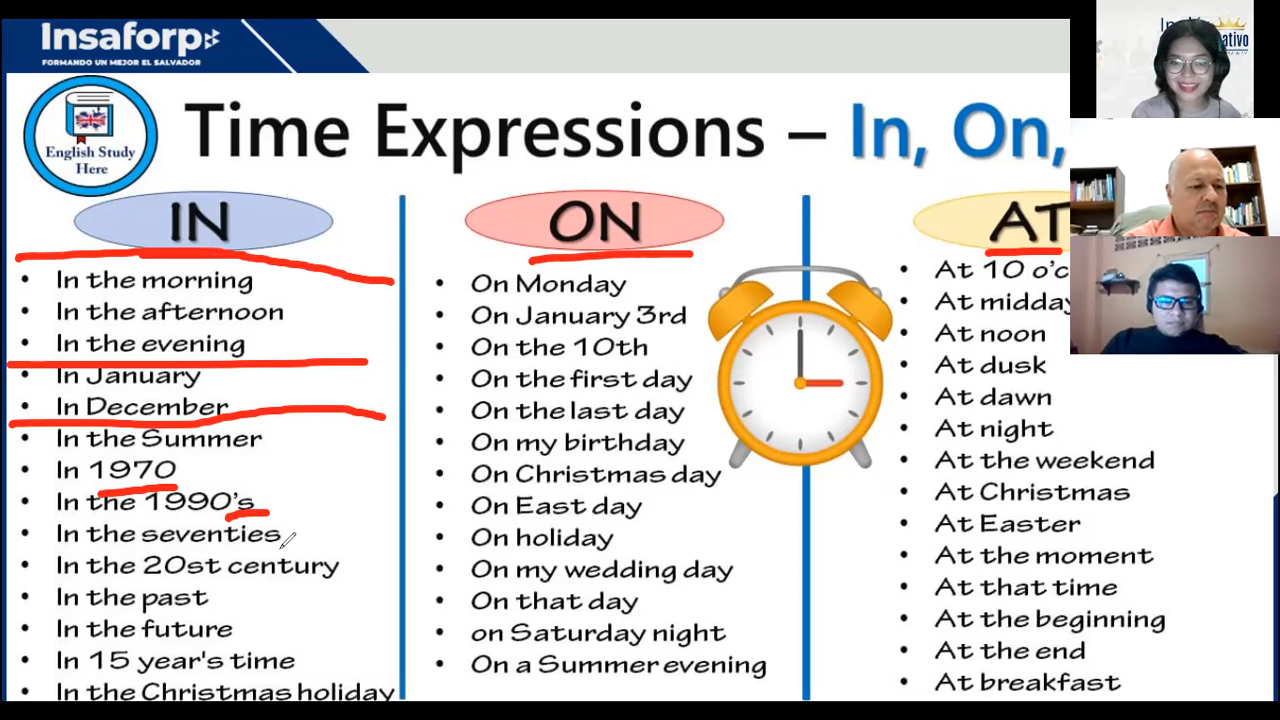 Insaforp
FORMANDO UN MEJOR EL SALVADOR
English Study
Here
Time Expressions – In, On,
IN
• In the morning
• In the afternoon
• In the evening
• In January
• In December
• In the Summer
• In 1970
• In the 1990's
• In the seventies
• In the 20st century
• In the past
• In the future
• In 15 year's time
• In the Christmas holiday
ON
• On Monday
• On January 3rd
• On the 10th
• On the first day
• On the last day
• On my birthday
• On Christmas day
• On East day
• On holiday
• On my wedding day
• On that day
• on Saturday night
• On a Summer evening
AT
• At 10 o'c
• At midday
• At noon
• At dusk
• At dawn
• At night
• At the weekend
• At Christmas
• At Easter
• At the moment
• At that time
• At the beginning
• At the end
• At breakfast